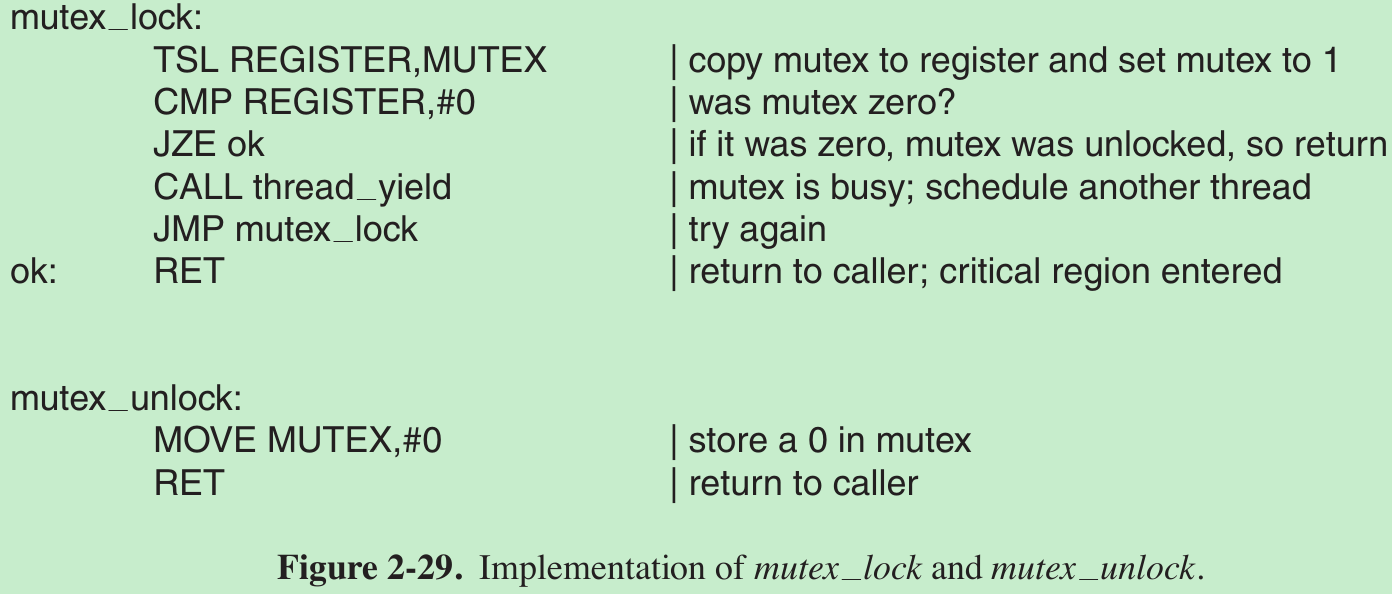 mutex_lock:
TSL REGISTER,MUTEX | copy mutex to register and set mutex to 1
CMP REGISTER,#0 | was mutex zero?
JZE ok | if it was zero, mutex was unlocked, so return
CALL thread_yield | mutex is busy; schedule another thread
JMP mutex_lock | try again
ok: RET | return to caller; critical region entered
mutex_unlock:
MOVE MUTEX,#0 | store a 0 in mutex
RET | return to caller
Figure 2-29. Implementation of mutex_lock and mutex_unlock.